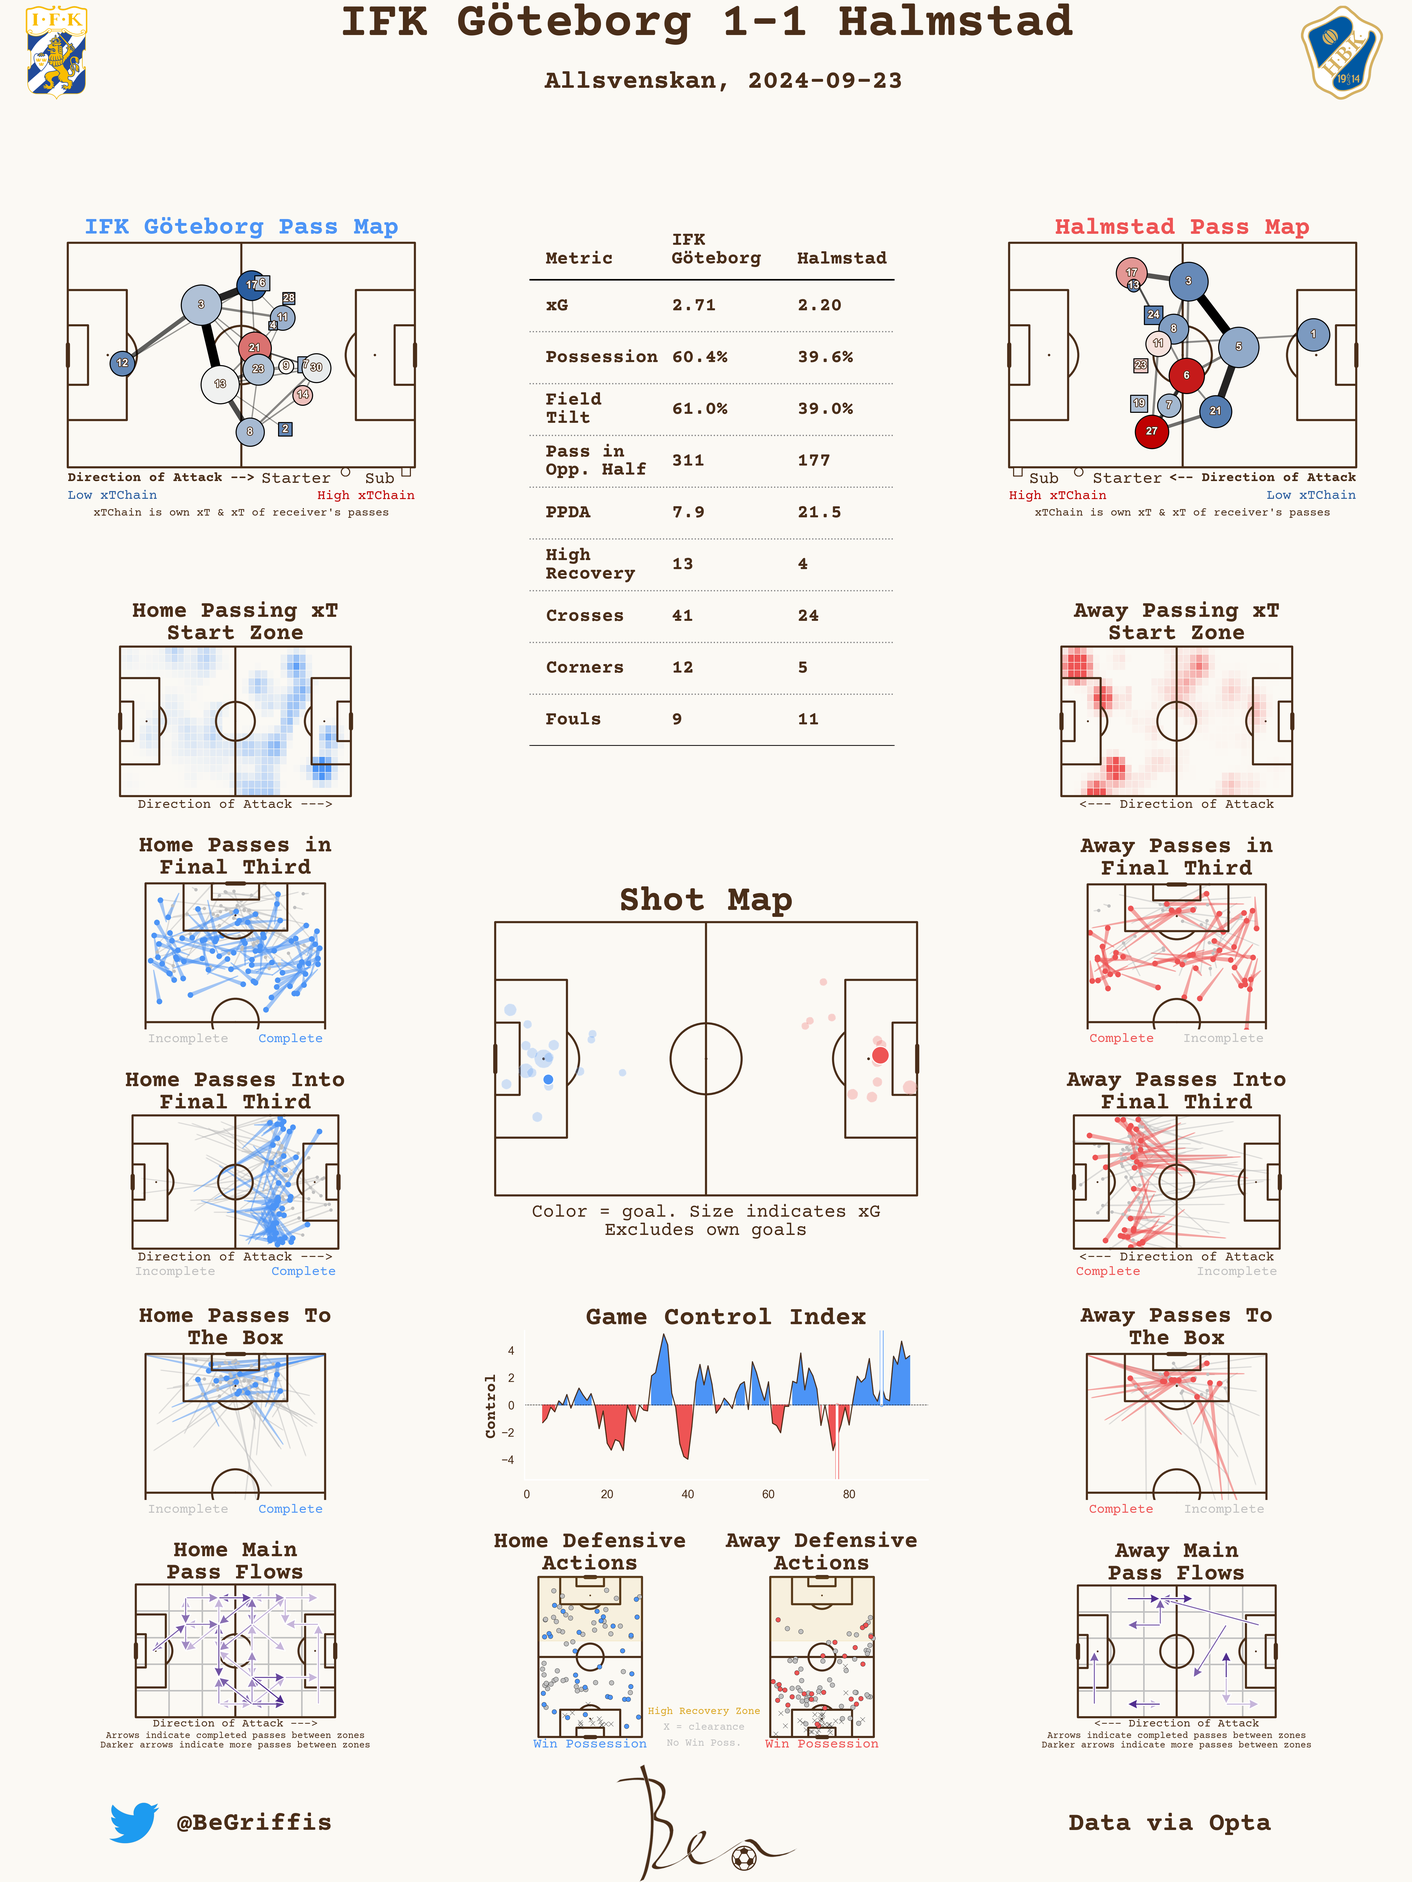 IFK Göteborg 1-1 Halmstad
Allsvenskan, 2024-09-23
I·F·K
H·B·K
19 14
IFK Göteborg Pass Map
12
3
17
6
28
11
4
21
23
9
7
30
13
14
8
2
Direction of Attack --> Starter Sub
Low xTChain High xTChain
xTChain is own xT & xT of receiver's passes
Metric IFK Göteborg Halmstad
xG 2.71 2.20
Possession 60.4% 39.6%
Field Tilt 61.0% 39.0%
Pass in Opp. Half 311 177
PPDA 7.9 21.5
High Recovery 13 4
Crosses 41 24
Corners 12 5
Fouls 9 11
Halmstad Pass Map
17
13
3
24
8
11
5
1
23
6
19
7
21
27
Sub Starter <-- Direction of Attack
High xTChain Low xTChain
xTChain is own xT & xT of receiver's passes
Home Passing xT
Start Zone
Direction of Attack --->
Away Passing xT
Start Zone
<--- Direction of Attack
Home Passes in
Final Third
Incomplete Complete
Away Passes in
Final Third
Complete Incomplete
Shot Map
Color = goal. Size indicates xG
Excludes own goals
Home Passes Into
Final Third
Direction of Attack --->
Incomplete Complete
Away Passes Into
Final Third
<--- Direction of Attack
Complete Incomplete
Home Passes To
The Box
Incomplete Complete
Game Control Index
Control
4
2
0
−2
−4
0 20 40 60 80
Away Passes To
The Box
Complete Incomplete
Home Main
Pass Flows
Direction of Attack --->
Arrows indicate completed passes between zones
Darker arrows indicate more passes between zones
Home Defensive
Actions
Win Possession
High Recovery Zone
X = clearance
No Win Poss.
Away Defensive
Actions
Win Possession
Away Main
Pass Flows
<--- Direction of Attack
Arrows indicate completed passes between zones
Darker arrows indicate more passes between zones
@BeGriffis
Ben
Data via Opta